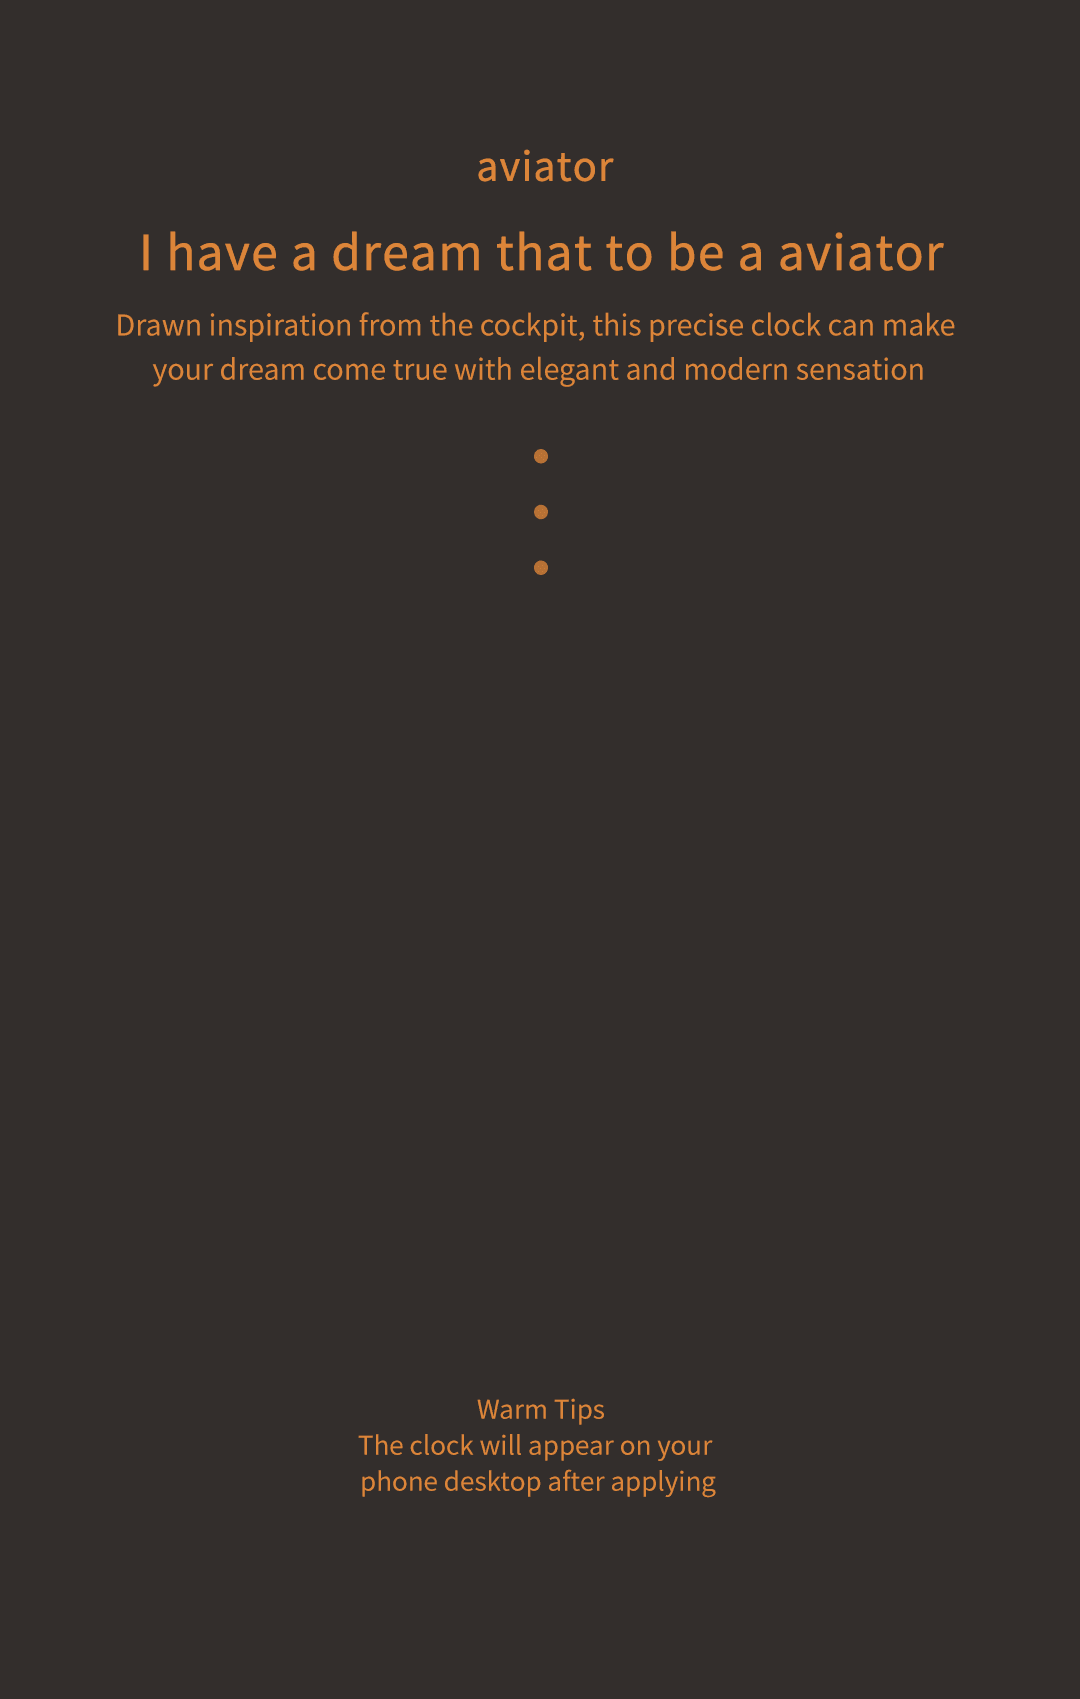 aviator
I have a dream that to be a aviator
Drawn inspiration from the cockpit, this precise clock can make
your dream come true with elegant and modern sensation
Warm Tips
The clock will appear on your
phone desktop after applying